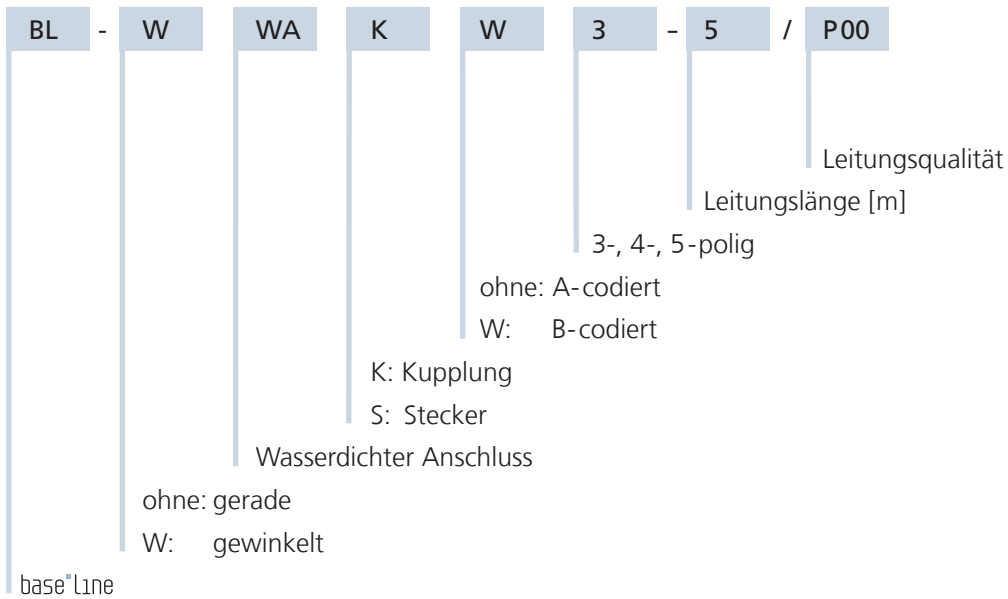 BL - W WA K W 3 – 5 / P00
Leitungsqualität
Leitungslänge [m]
3-, 4-, 5-polig
ohne: A-codiert
W: B-codiert
K: Kupplung
S: Stecker
Wasserdichter Anschluss
ohne: gerade
W: gewinkelt
base line